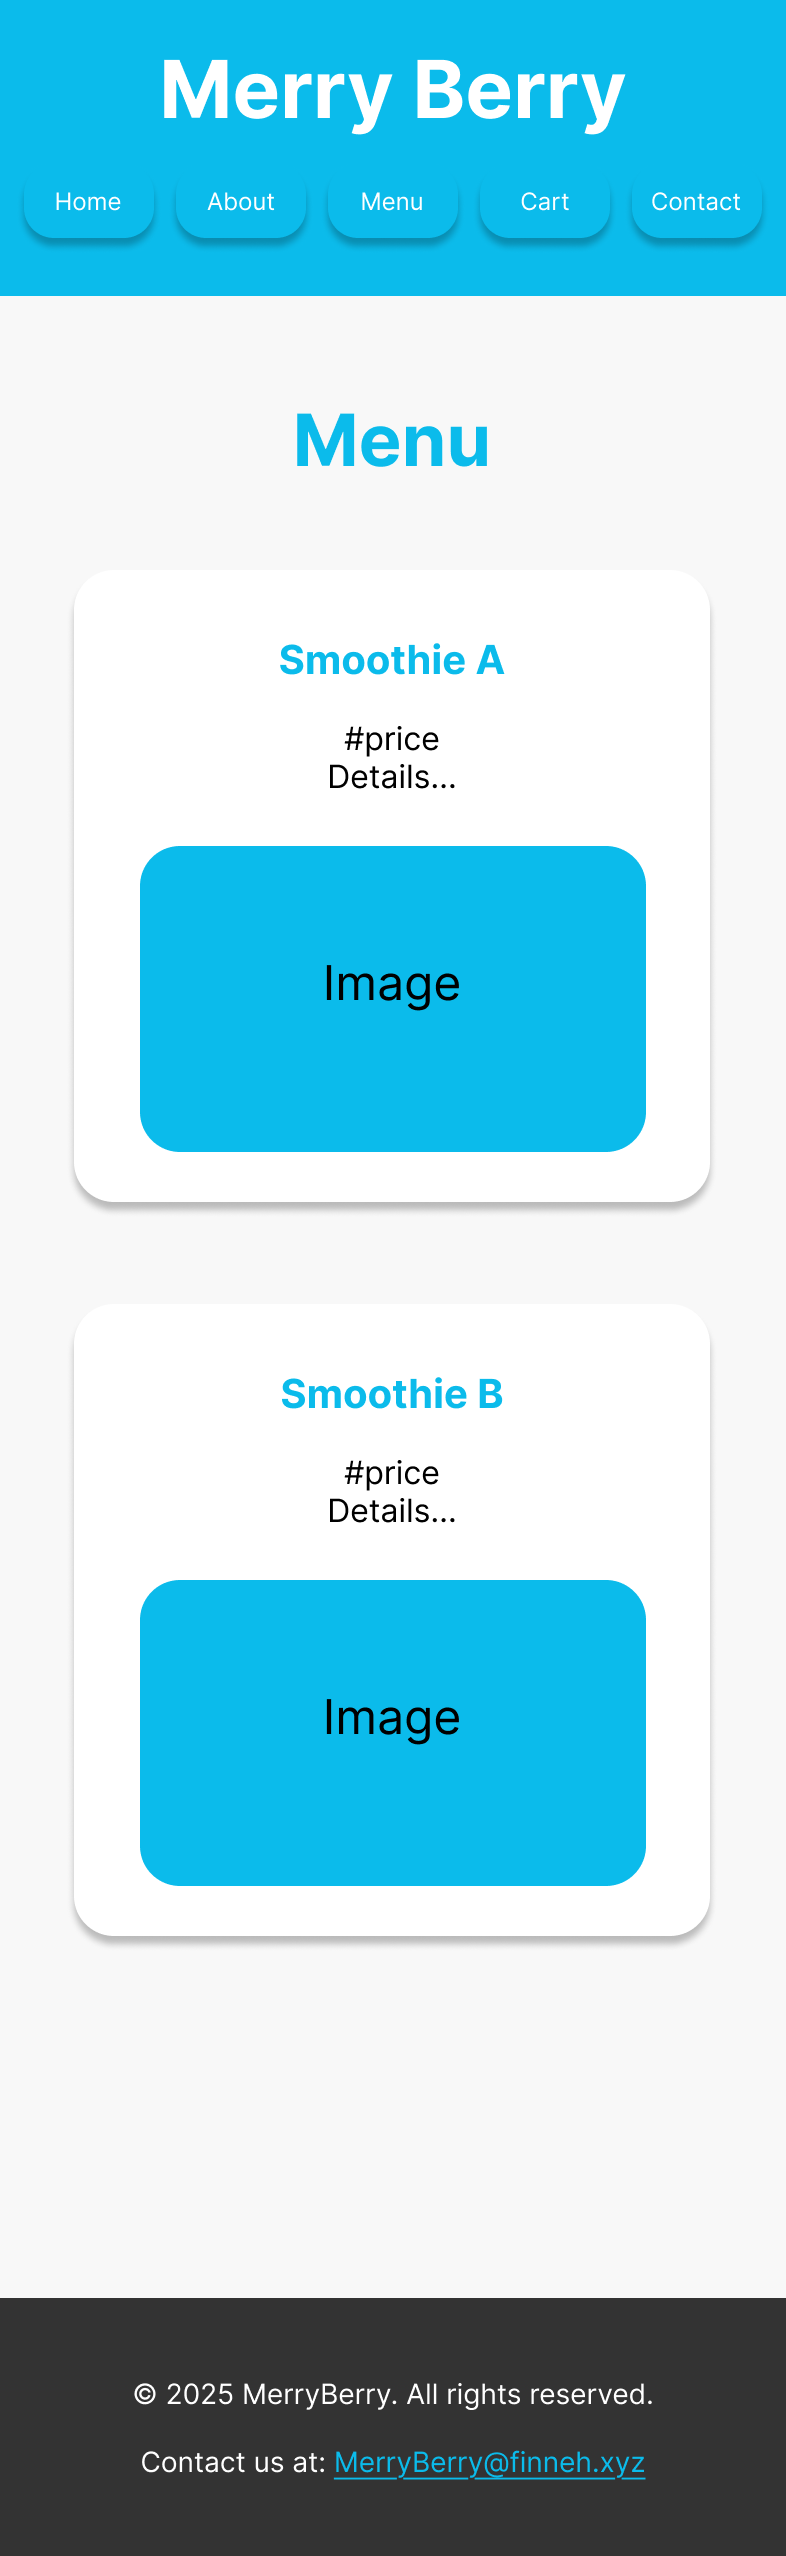 Merry Berry
Home About Menu Cart Contact
Menu
Smoothie A
#price
Details...
Image
Smoothie B
#price
Details...
Image
© 2025 MerryBerry. All rights reserved.
Contact us at: MerryBerry@finneh.xyz